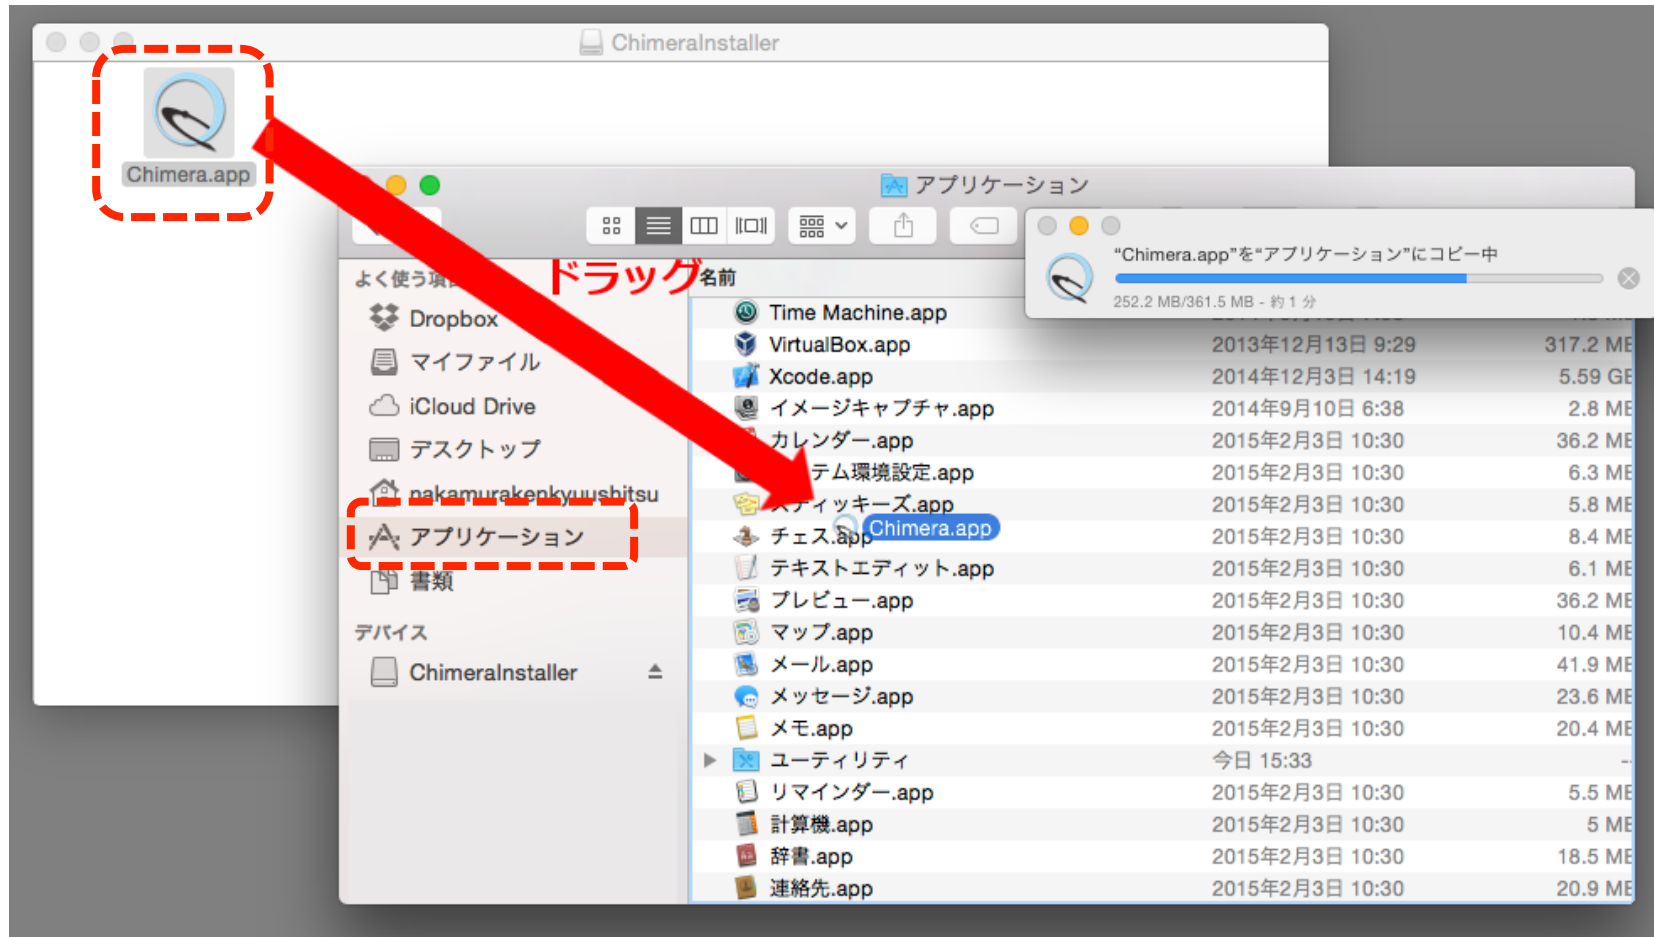 ChimeraInstaller
Chimera.app
アプリケーション
“Chimera.app”を“アプリケーション”にコピー中
252.2 MB/361.5 MB - 約 1 分
ドラッグ
よく使う項目
Dropbox
マイファイル
iCloud Drive
デスクトップ
nakamurakenkyuushitsu
アプリケーション
書類
デバイス
ChimeraInstaller
名前
Time Machine.app
VirtualBox.app 2013年12月13日 9:29 317.2 MB
Xcode.app 2014年12月3日 14:19 5.59 GB
イメージキャプチャ.app 2014年9月10日 6:38 2.8 MB
カレンダー.app 2015年2月3日 10:30 36.2 MB
テム環境設定.app 2015年2月3日 10:30 6.3 MB
スティッキーズ.app 2015年2月3日 10:30 5.8 MB
Chimera.app
チェス.app 2015年2月3日 10:30 8.4 MB
テキストエディット.app 2015年2月3日 10:30 6.1 MB
プレビュー.app 2015年2月3日 10:30 36.2 MB
マップ.app 2015年2月3日 10:30 10.4 MB
メール.app 2015年2月3日 10:30 41.9 MB
メッセージ.app 2015年2月3日 10:30 23.6 MB
メモ.app 2015年2月3日 10:30 20.4 MB
ユーティリティ 今日 15:33 --
リマインダー.app 2015年2月3日 10:30 5.5 MB
計算機.app 2015年2月3日 10:30 5 MB
辞書.app 2015年2月3日 10:30 18.5 MB
連絡先.app 2015年2月3日 10:30 20.9 MB